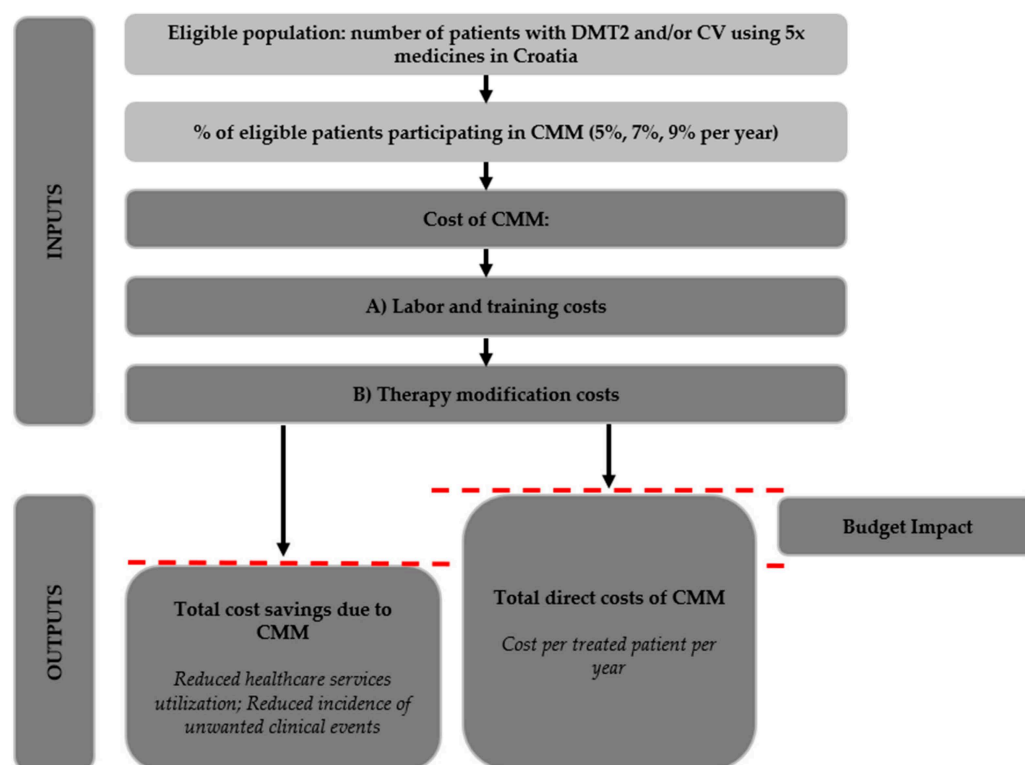 INPUTS
Eligible population: number of patients with DMT2 and/or CV using 5x
medicines in Croatia
% of eligible patients participating in CMM (5%, 7%, 9% per year)
Cost of CMM:
A) Labor and training costs
B) Therapy modification costs
OUTPUTS
Total cost savings due to
CMM
Reduced healthcare services
utilization; Reduced incidence of
unwanted clinical events
Total direct costs of CMM
Cost per treated patient per
year
Budget Impact